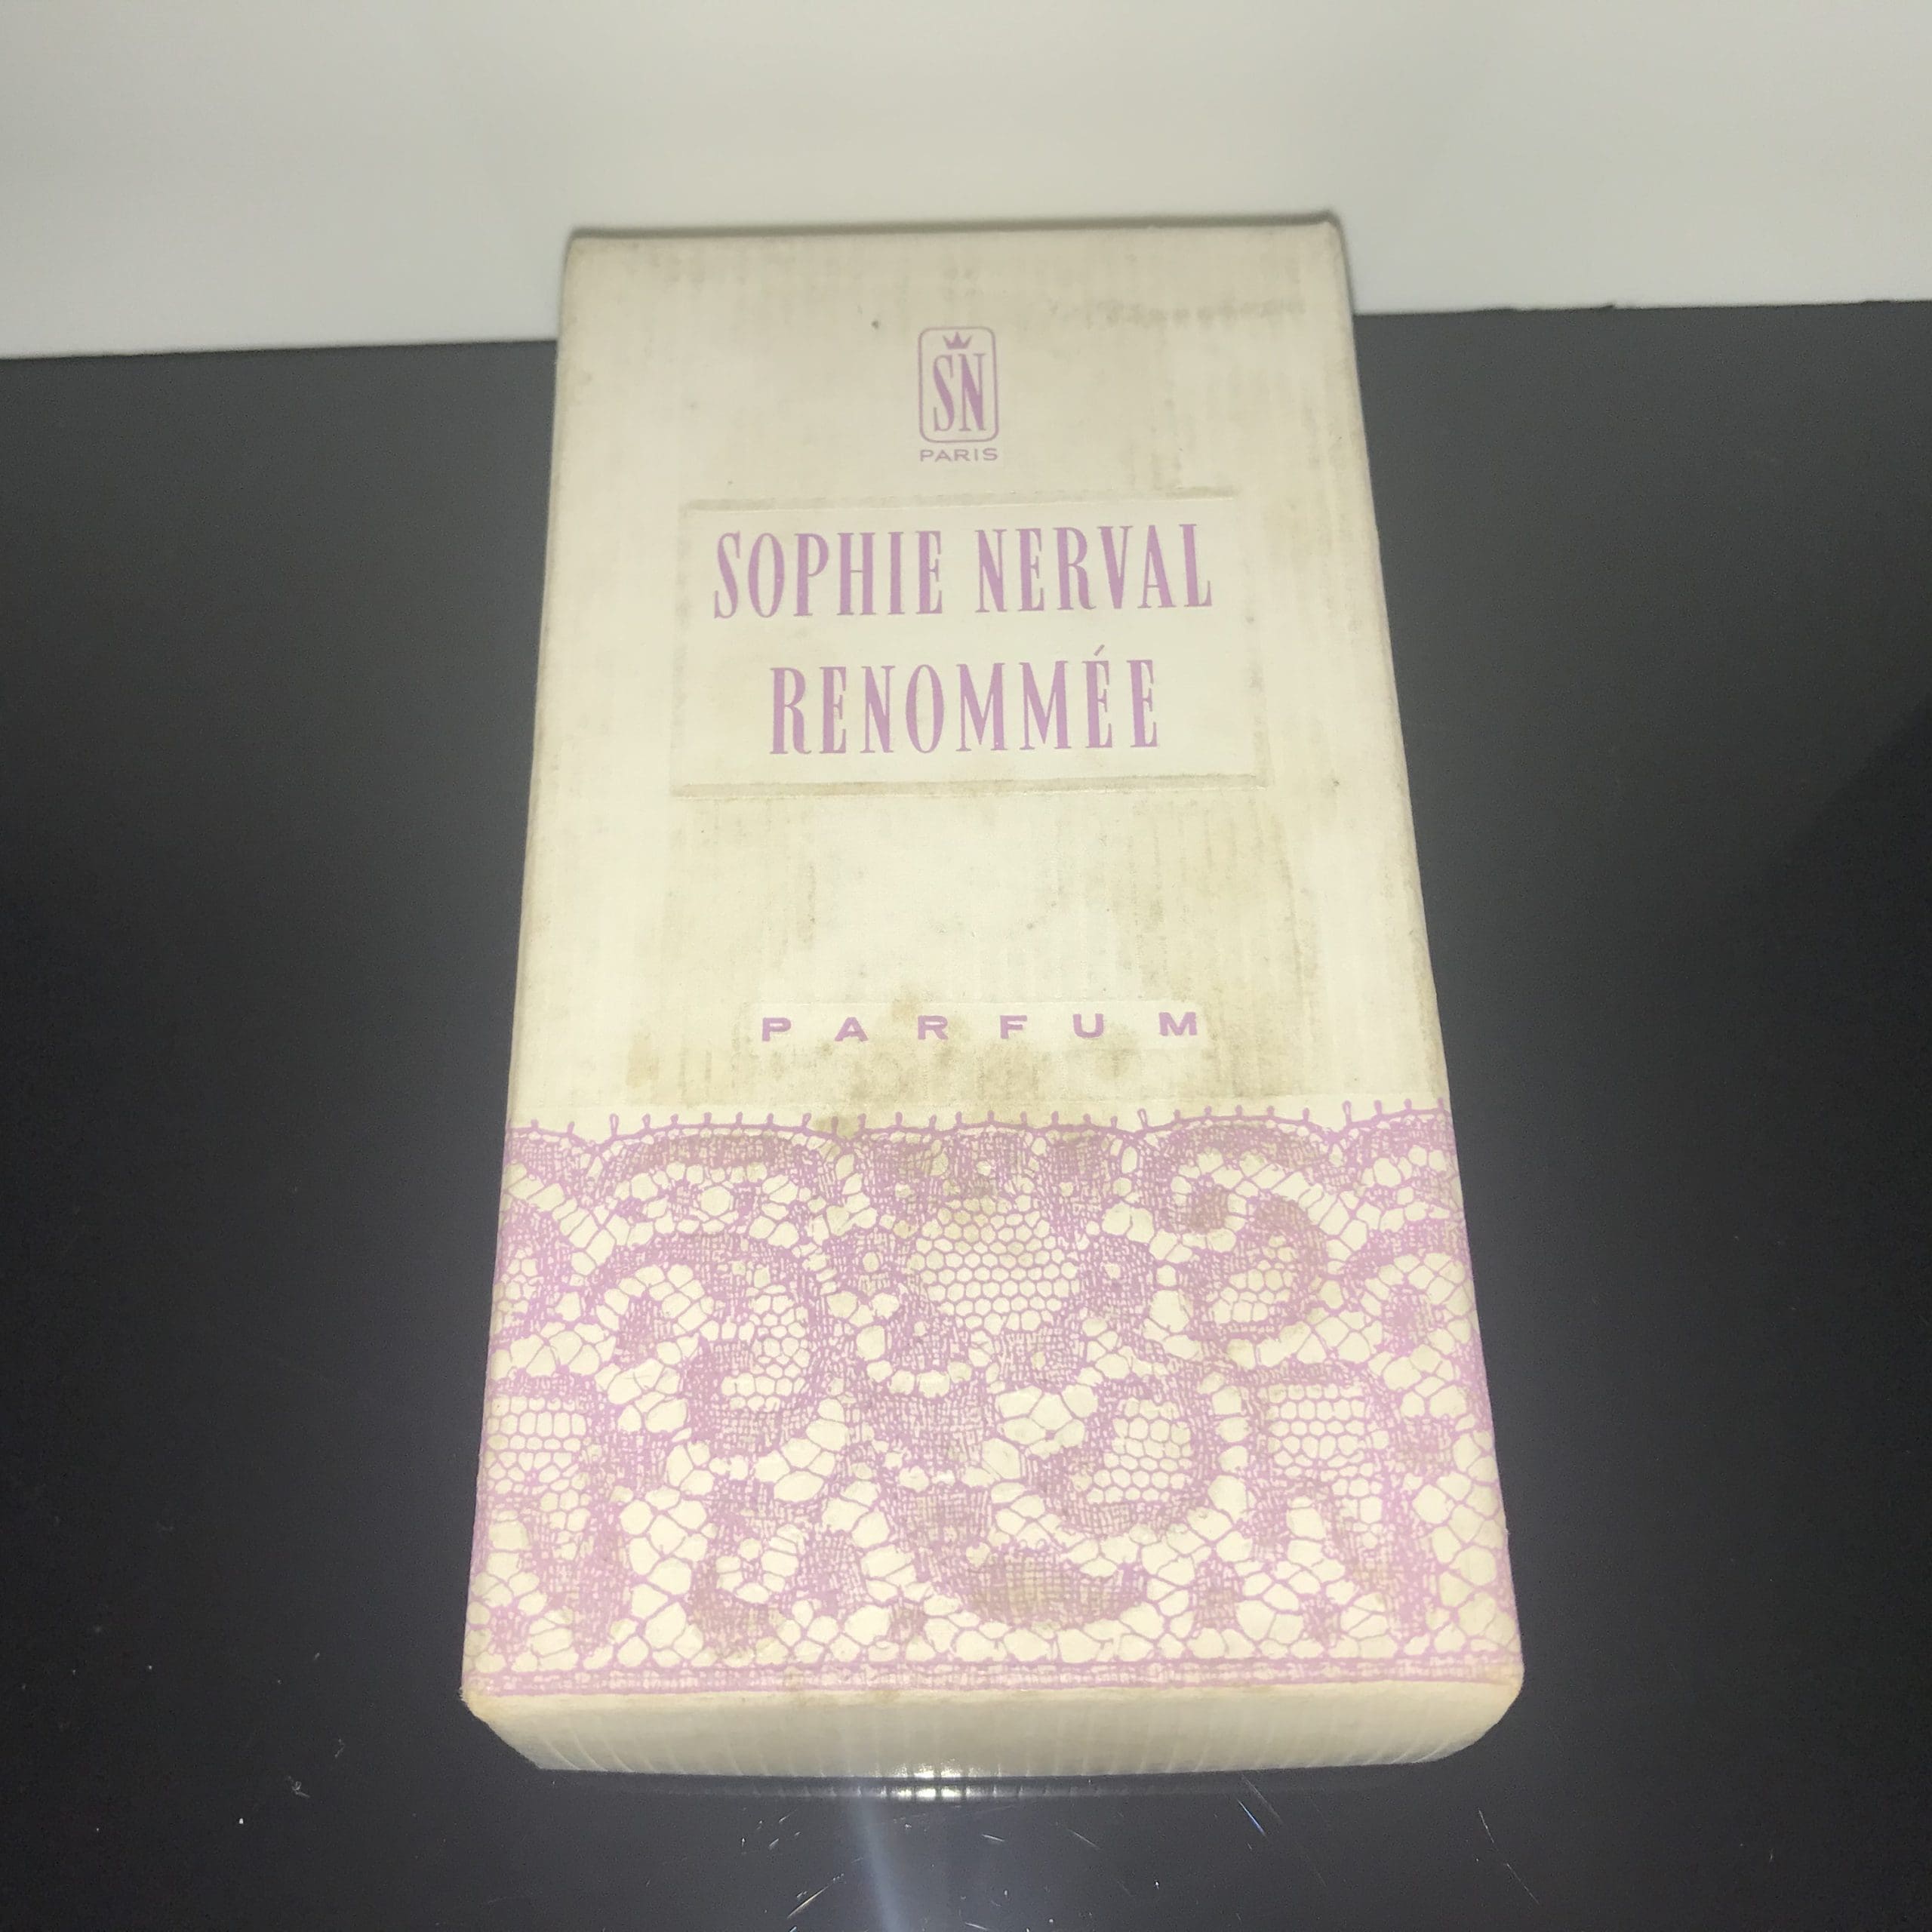 SN
PARIS
SOPHIE NERVAL
RENOMMÉE
PARFUM